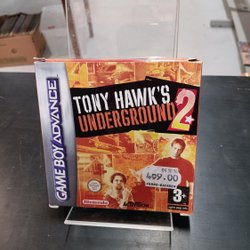 GAME BOY ADVANCE
TONY HAWK'S
UNDERGROUND 2
409.00
3+
Nintendo
ACTIVISION